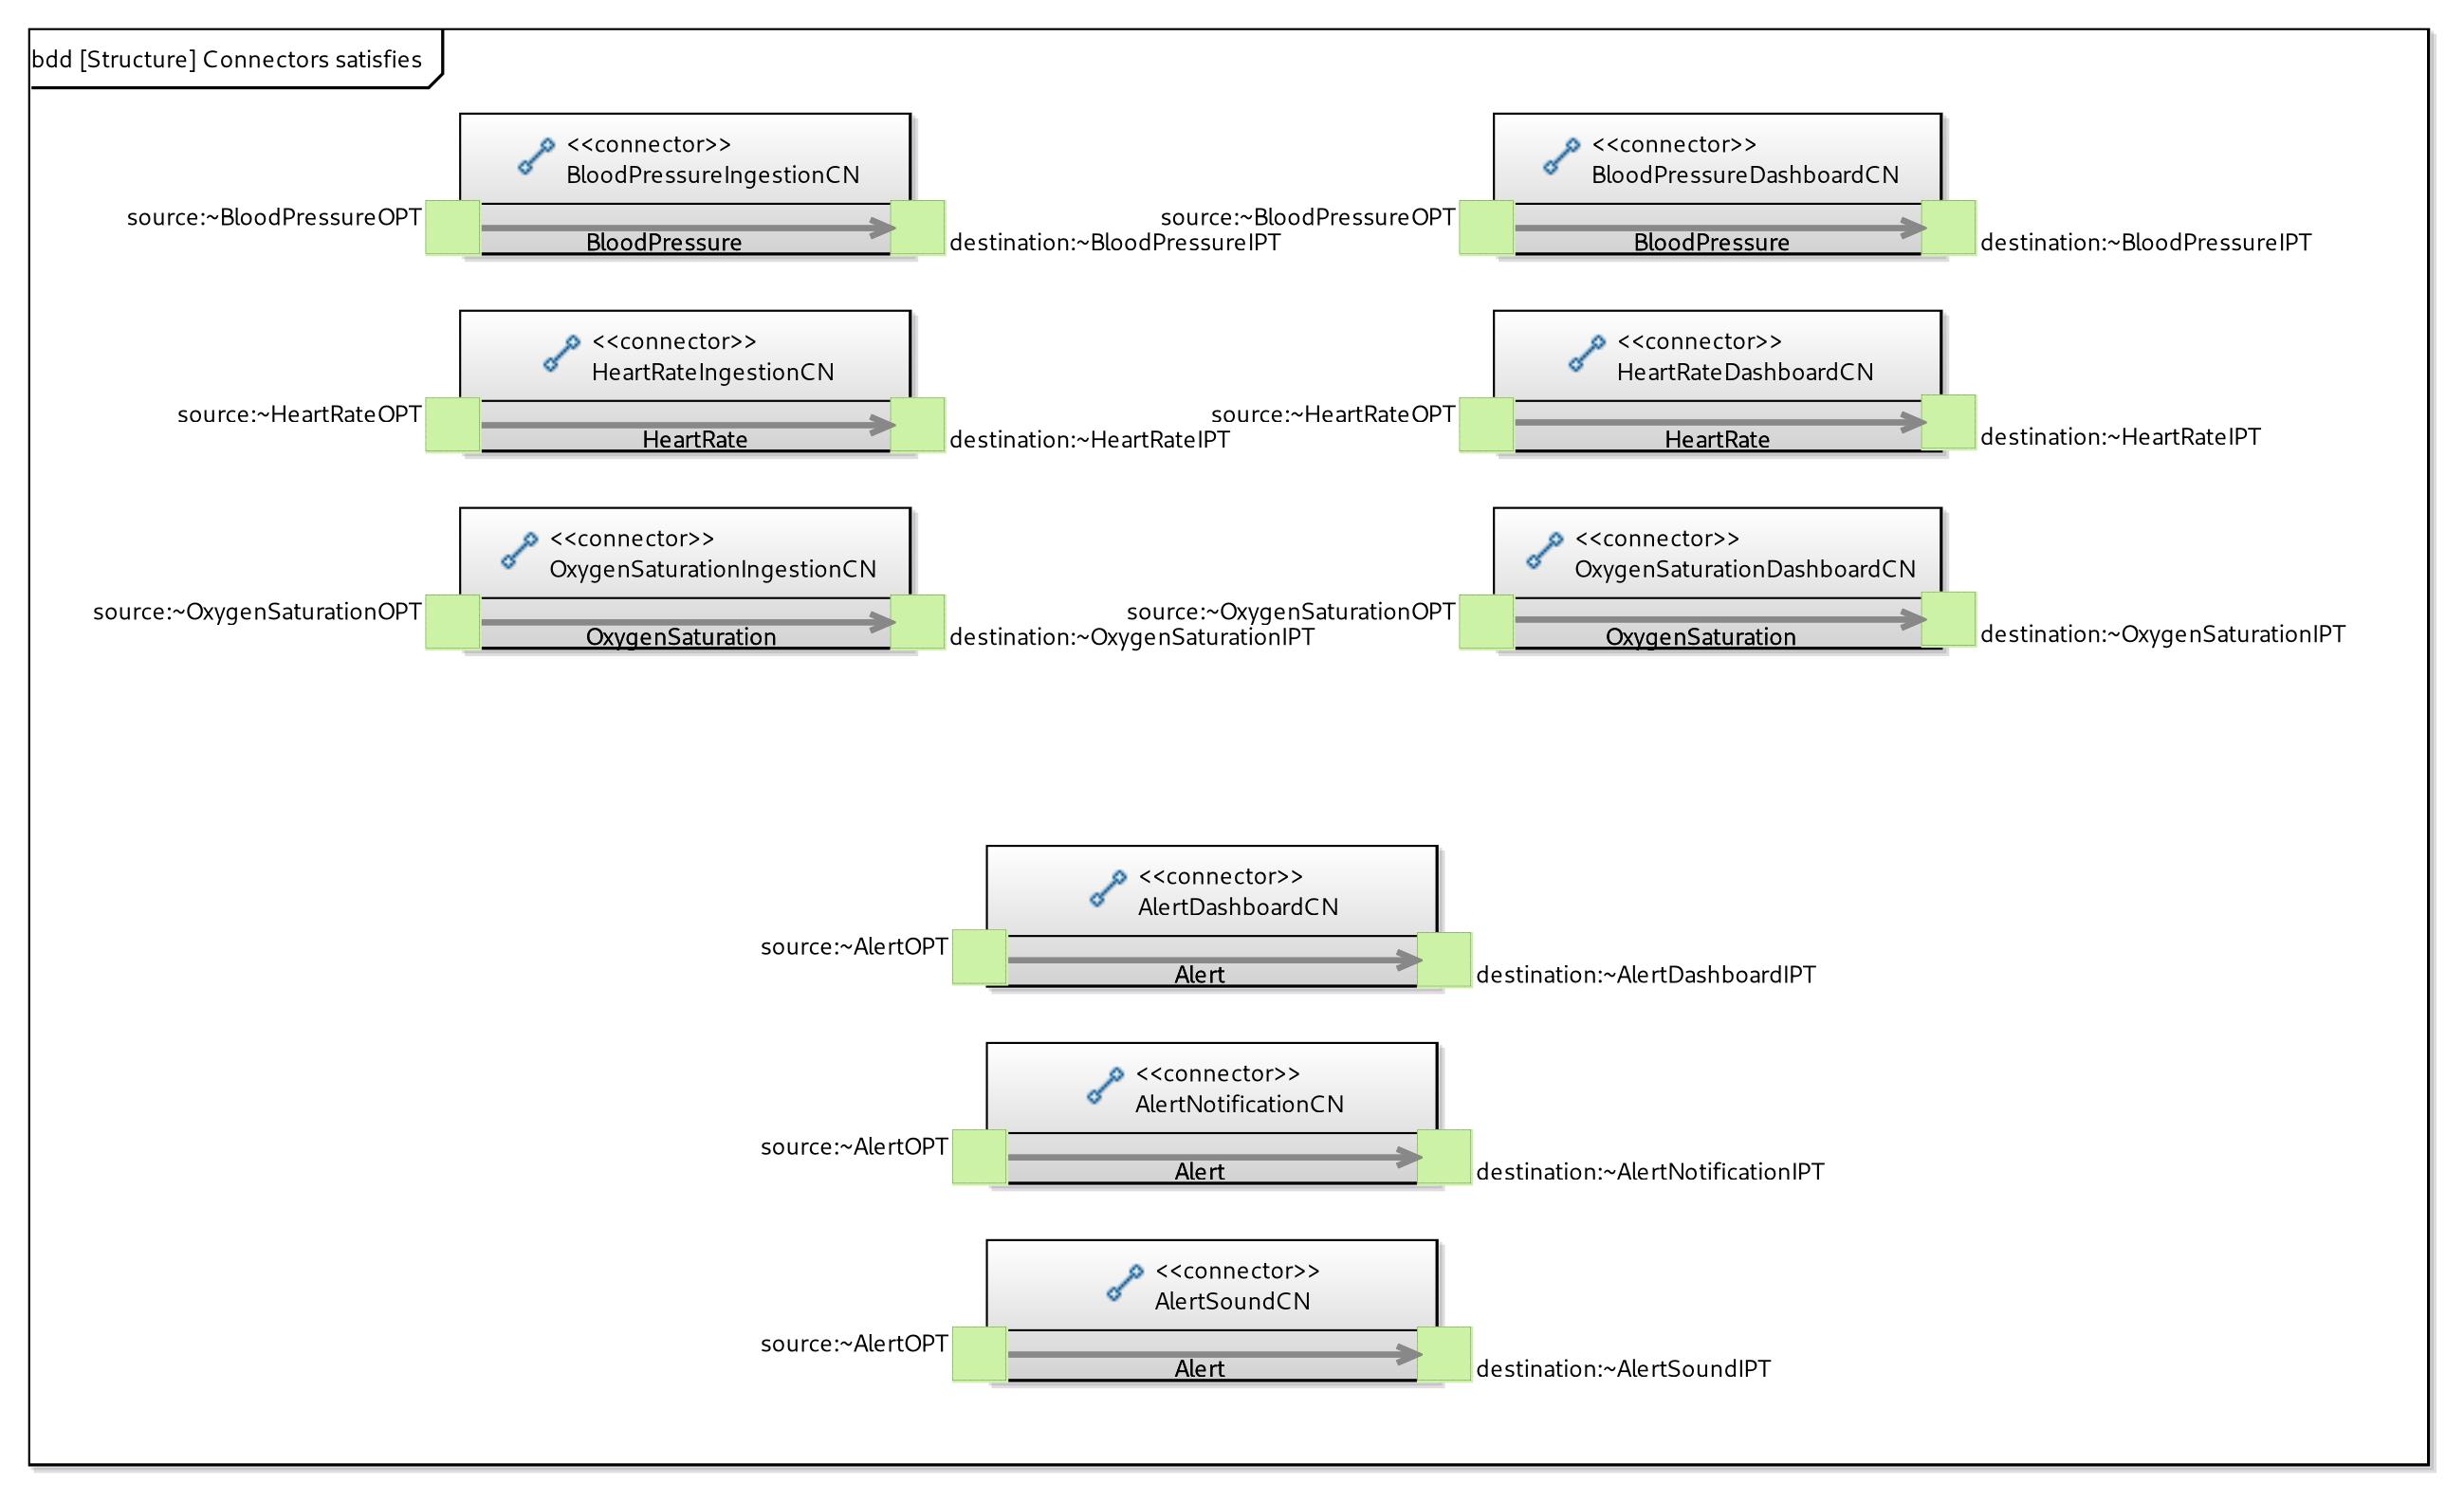 bdd [Structure] Connectors satisfies
<<connector>>
BloodPressureIngestionCN
source:~BloodPressureOPT
BloodPressure
destination:~BloodPressureIPT
<<connector>>
BloodPressureDashboardCN
source:~BloodPressureOPT
BloodPressure
destination:~BloodPressureIPT
<<connector>>
HeartRateIngestionCN
source:~HeartRateOPT
HeartRate
destination:~HeartRateIPT
<<connector>>
HeartRateDashboardCN
source:~HeartRateOPT
HeartRate
destination:~HeartRateIPT
<<connector>>
OxygenSaturationIngestionCN
source:~OxygenSaturationOPT
OxygenSaturation
destination:~OxygenSaturationIPT
<<connector>>
OxygenSaturationDashboardCN
source:~OxygenSaturationOPT
OxygenSaturation
destination:~OxygenSaturationIPT
<<connector>>
AlertDashboardCN
source:~AlertOPT
Alert
destination:~AlertDashboardIPT
<<connector>>
AlertNotificationCN
source:~AlertOPT
Alert
destination:~AlertNotificationIPT
<<connector>>
AlertSoundCN
source:~AlertOPT
Alert
destination:~AlertSoundIPT